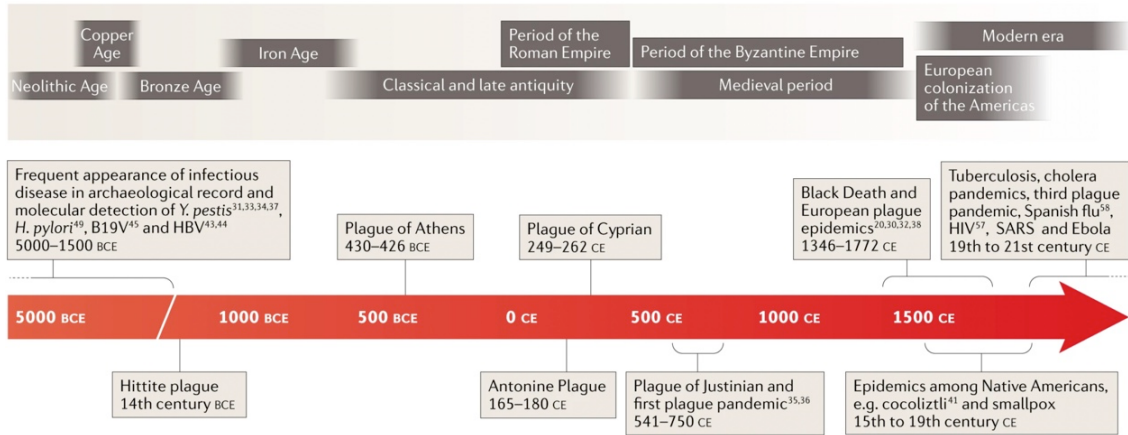 Copper
Age
Iron Age
Period of the
Roman Empire
Period of the Byzantine Empire
Modern era
Neolithic Age
Bronze Age
Classical and late antiquity
Medieval period
European
colonization
of the Americas
Frequent appearance of infectious
disease in archaeological record and
molecular detection of Y. pestis31,33,34,37,
H. pylori49, B19V45 and HBV43,44
5000–1500 BCE
Plague of Athens
430–426 BCE
Plague of Cyprian
249–262 CE
Black Death and
European plague
epidemics20,30,32,38
1346–1772 CE
Tuberculosis, cholera
pandemics, third plague
pandemic, Spanish flu58,
HIV57, SARS and Ebola
19th to 21st century CE
5000 BCE
1000 BCE
500 BCE
0 CE
500 CE
1000 CE
1500 CE
Hittite plague
14th century BCE
Antonine Plague
165–180 CE
Plague of Justinian and
first plague pandemic35,36
541–750 CE
Epidemics among Native Americans,
e.g. cocoliztli41 and smallpox
15th to 19th century CE